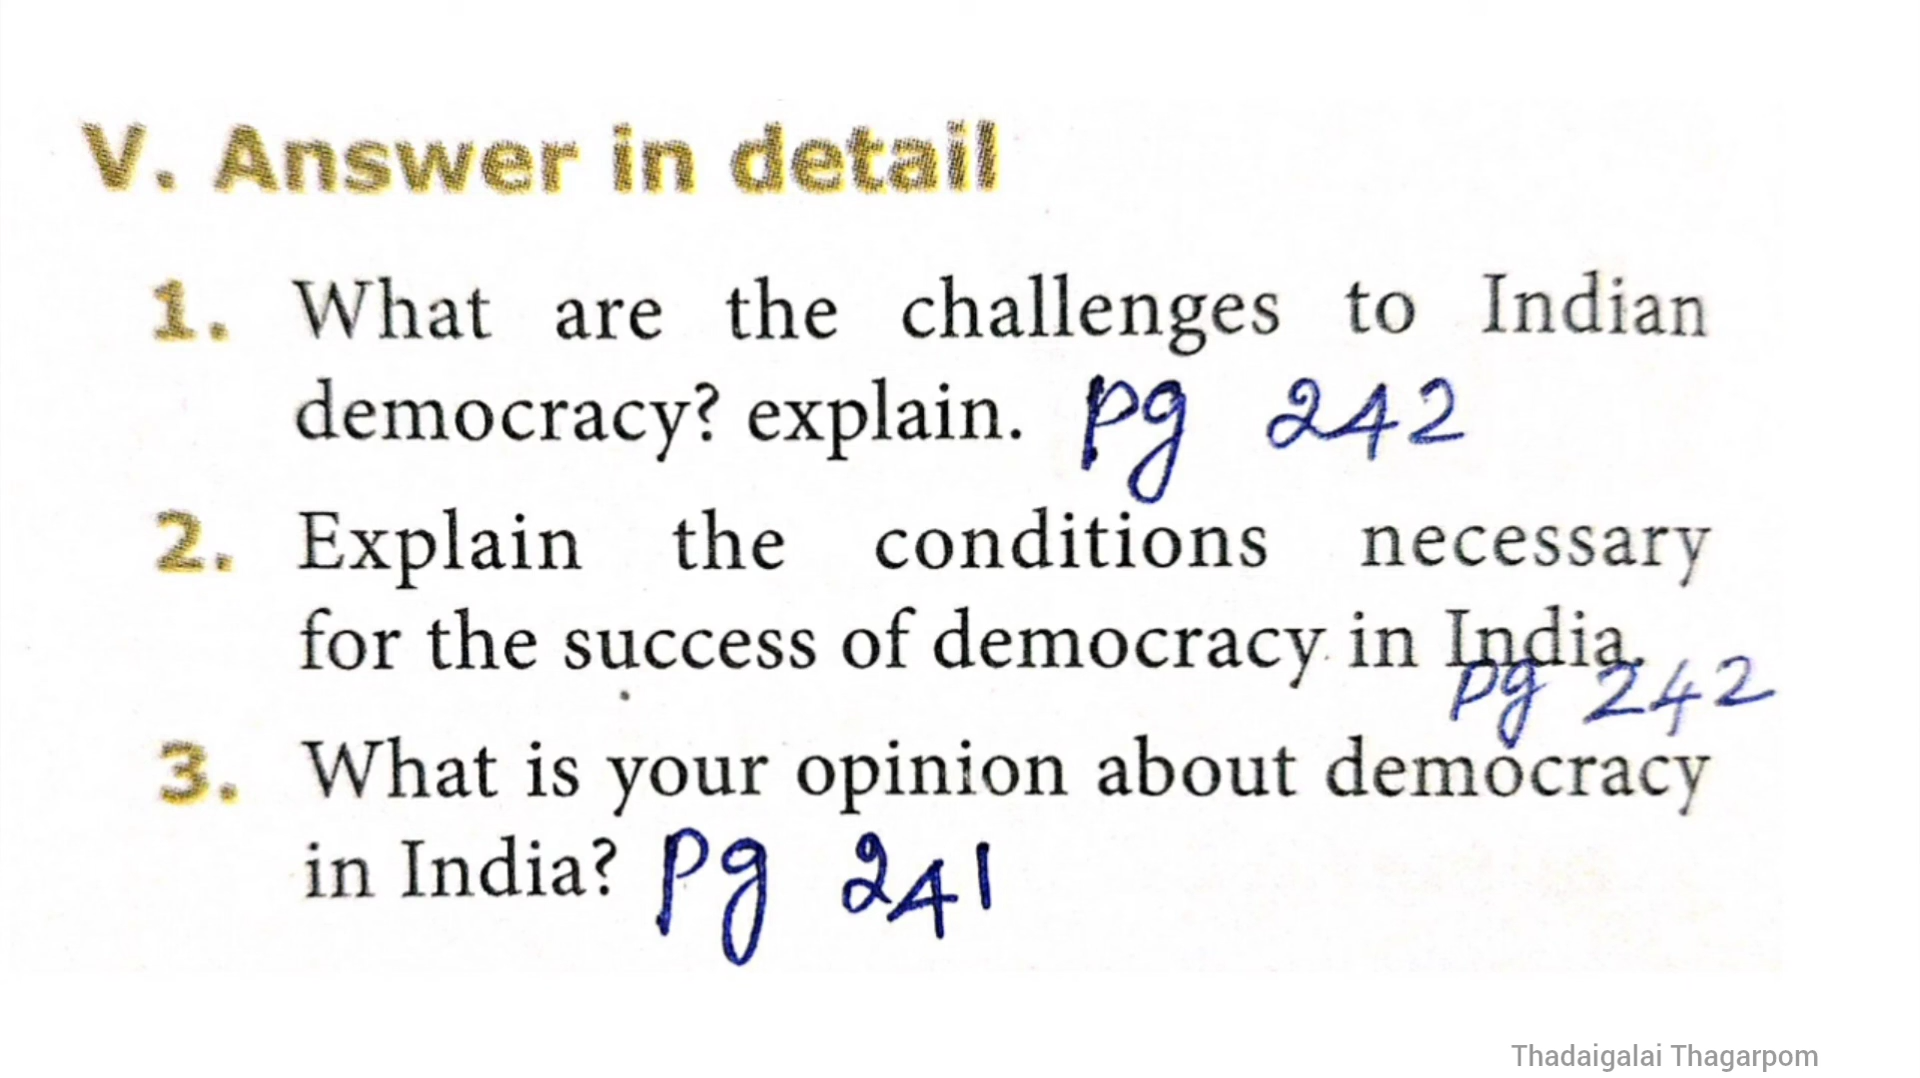 V. Answer in detail
1. What are the challenges to Indian
democracy? explain. pg 242
2. Explain the conditions necessary
for the success of democracy in India.
pg 242
3. What is your opinion about democracy
in India? pg 241
Thadaigalai Thagarpom